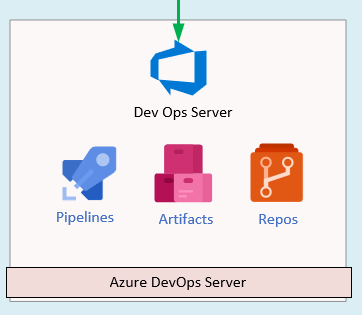 Dev Ops Server
Pipelines Artifacts Repos
Azure DevOps Server